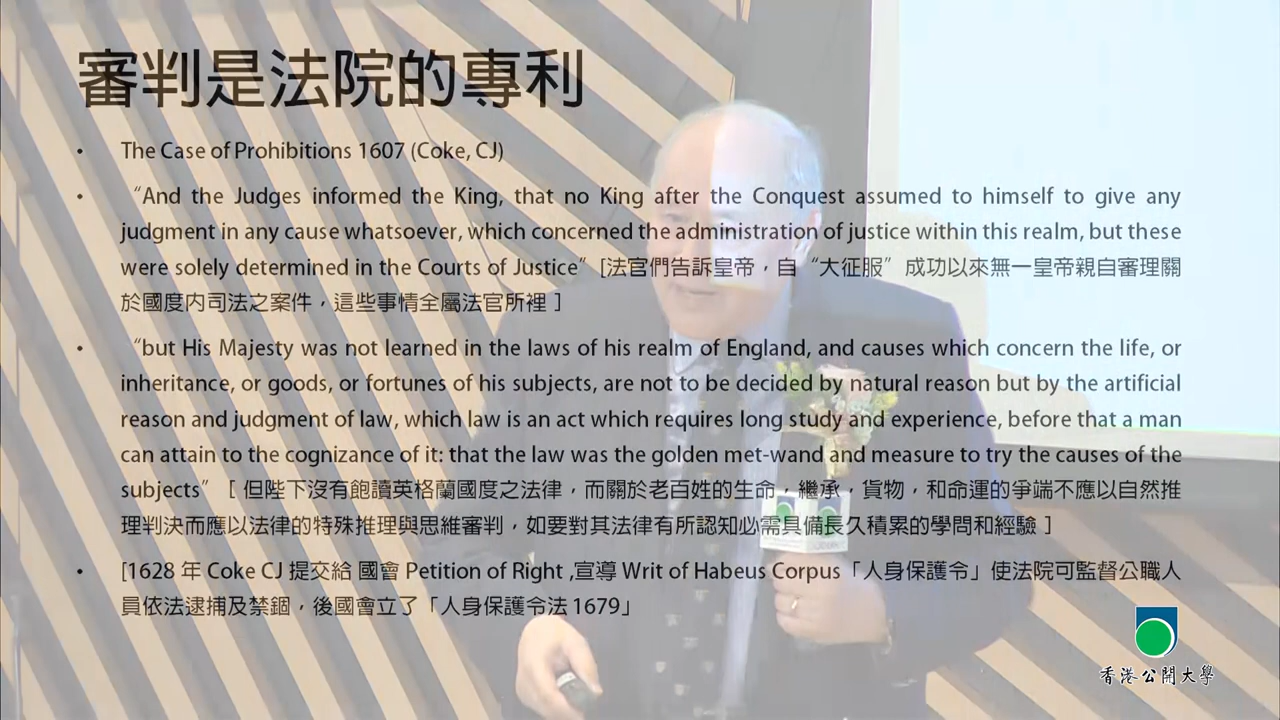 審判是法院的專利
• The Case of Prohibitions 1607 (Coke, CJ)
• “And the Judges informed the King, that no King after the Conquest assumed to himself to give any
judgment in any cause whatsoever, which concerned the administration of justice within this realm, but these
were solely determined in the Courts of Justice” [法官們告訴皇帝，自“大征服”成功以來無一皇帝親自審理關
於國度内司法之案件，這些事情全屬法官所裡 ]
• “but His Majesty was not learned in the laws of his realm of England, and causes which concern the life, or
inheritance, or goods, or fortunes of his subjects, are not to be decided by natural reason but by the artificial
reason and judgment of law, which law is an act which requires long study and experience, before that a man
can attain to the cognizance of it: that the law was the golden met-wand and measure to try the causes of the
subjects” [ 但陛下沒有飽讀英格蘭國度之法律，而關於老百姓的生命，繼承，貨物，和命運的爭端不應以自然推
理判決而應以法律的特殊推理與思維審判，如要對其法律有所認知必需具備長久積累的學問和經驗 ]
• [1628 年 Coke CJ 提交給 國會 Petition of Right ,宣導 Writ of Habeus Corpus「人身保護令」使法院可監督公職人
員依法逮捕及禁錮，後國會立了「人身保護令法 1679」
香港公開大學